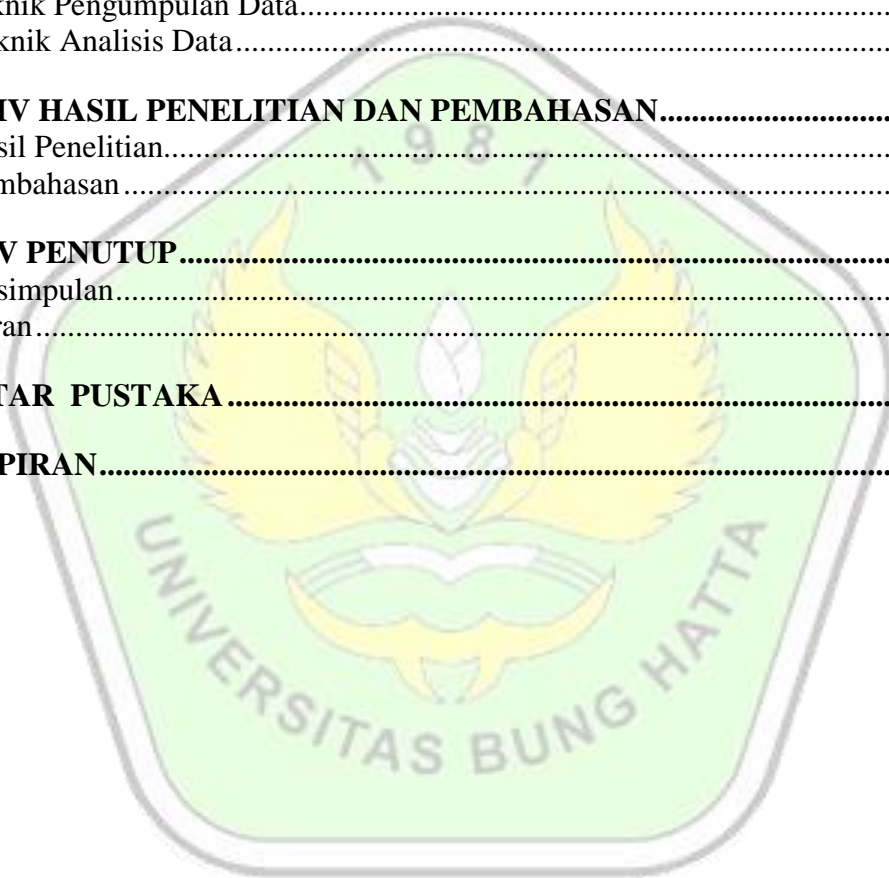 knik Pengumpulan Data................................................................................
knik Analisis Data........................................................................................
IV HASIL PENELITIAN DAN PEMBAHASAN..............................
sil Penelitian................................................................................................
mbahasan.....................................................................................................
V PENUTUP.........................................................................................
simpulan......................................................................................................
ran................................................................................................................
TAR PUSTAKA...................................................................................
PIRAN...................................................................................................
1981
UNIVERSITAS BUNG HATTA